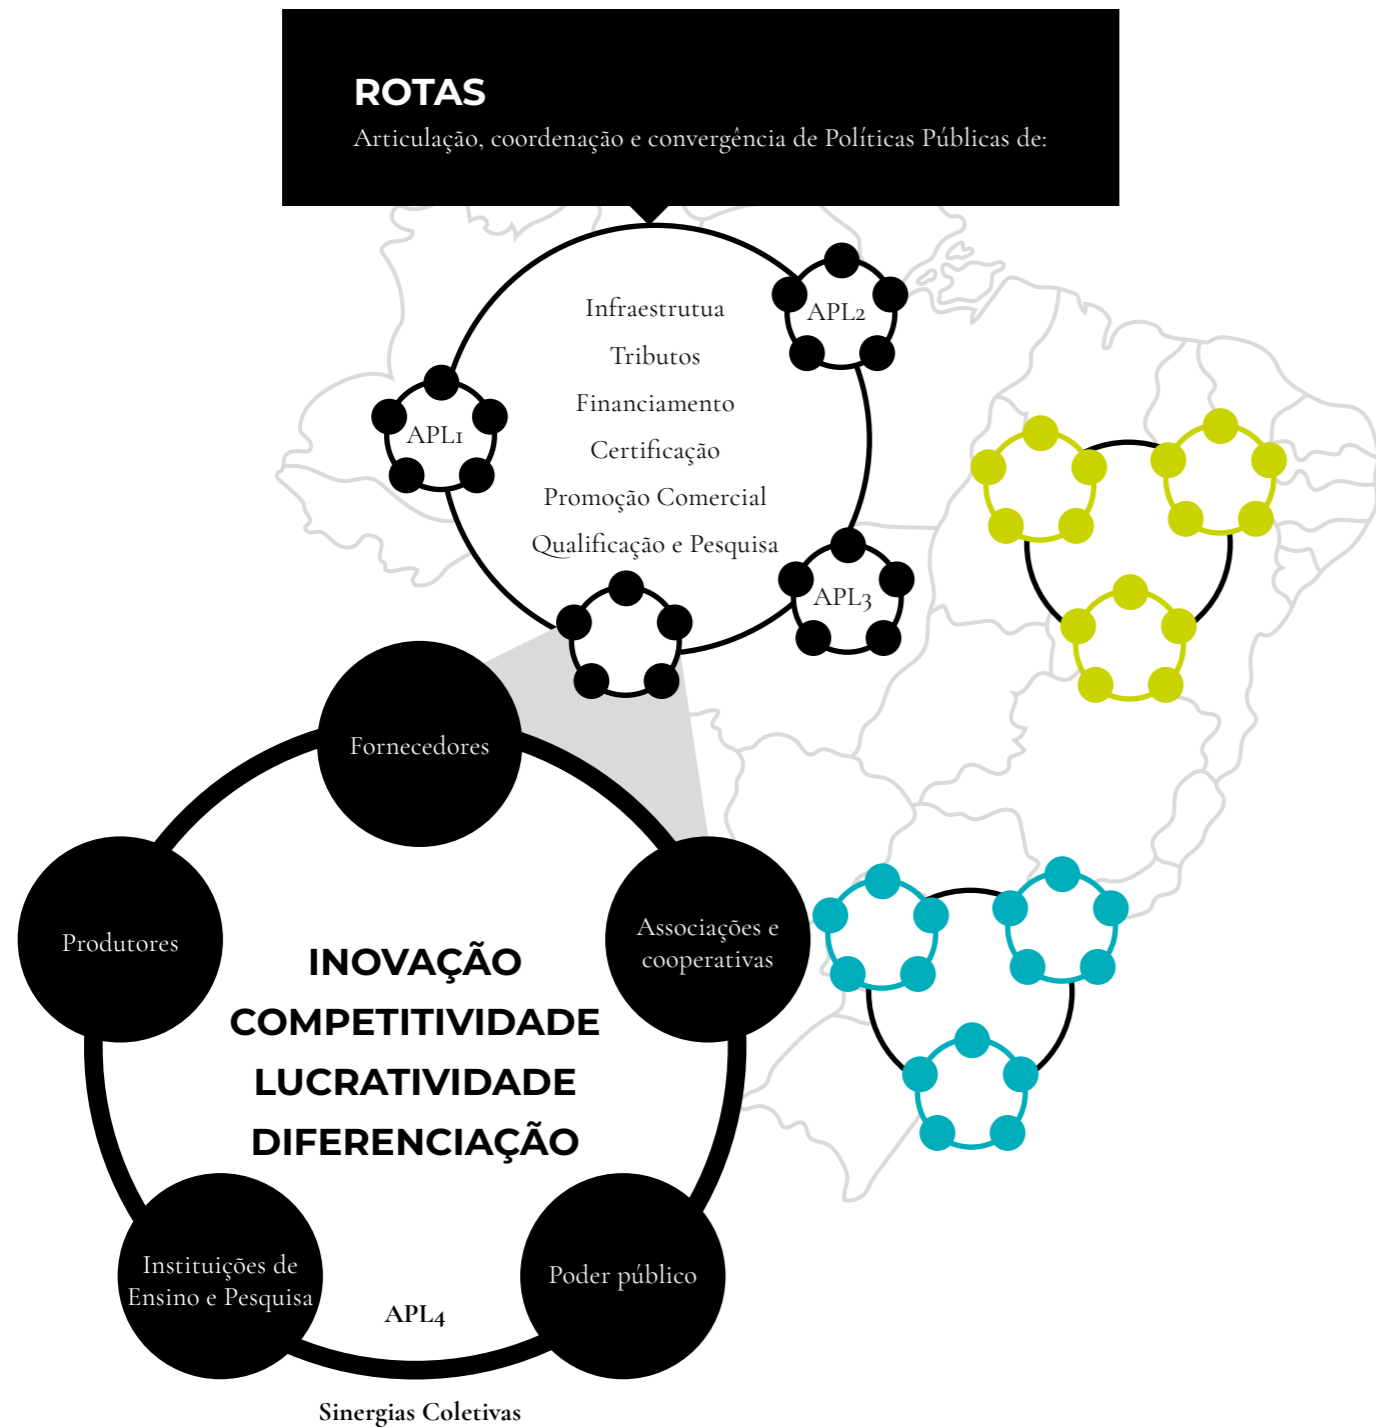 ROTAS
Articulação, coordenação e convergência de Políticas Públicas de:
Infraestrutua
Tributos
Financiamento
Certificação
Promoção Comercial
Qualificação e Pesquisa
APL1
APL2
APL3
Fornecedores
Produtores
Associações e
cooperativas
INOVAÇÃO
COMPETITIVIDADE
LUCRATIVIDADE
DIFERENCIAÇÃO
Instituições de
Ensino e Pesquisa
Poder público
APL4
Sinergias Coletivas